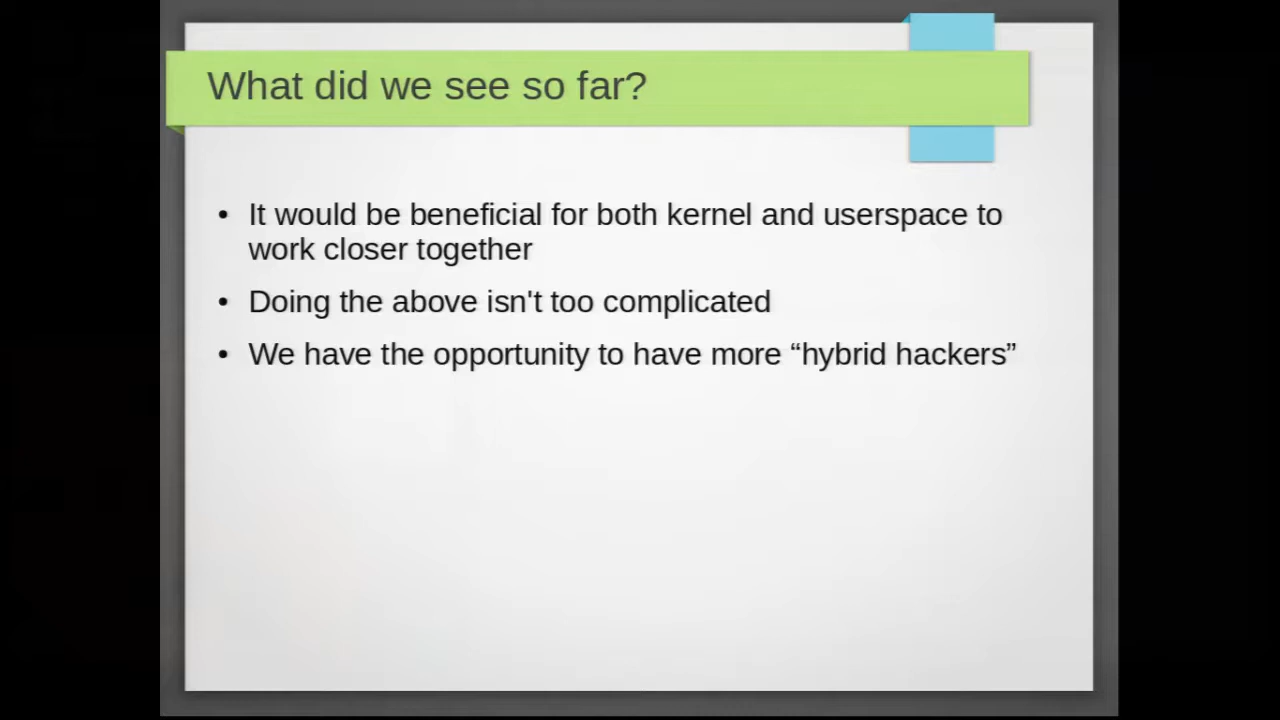 What did we see so far?
• It would be beneficial for both kernel and userspace to
work closer together
• Doing the above isn't too complicated
• We have the opportunity to have more “hybrid hackers”